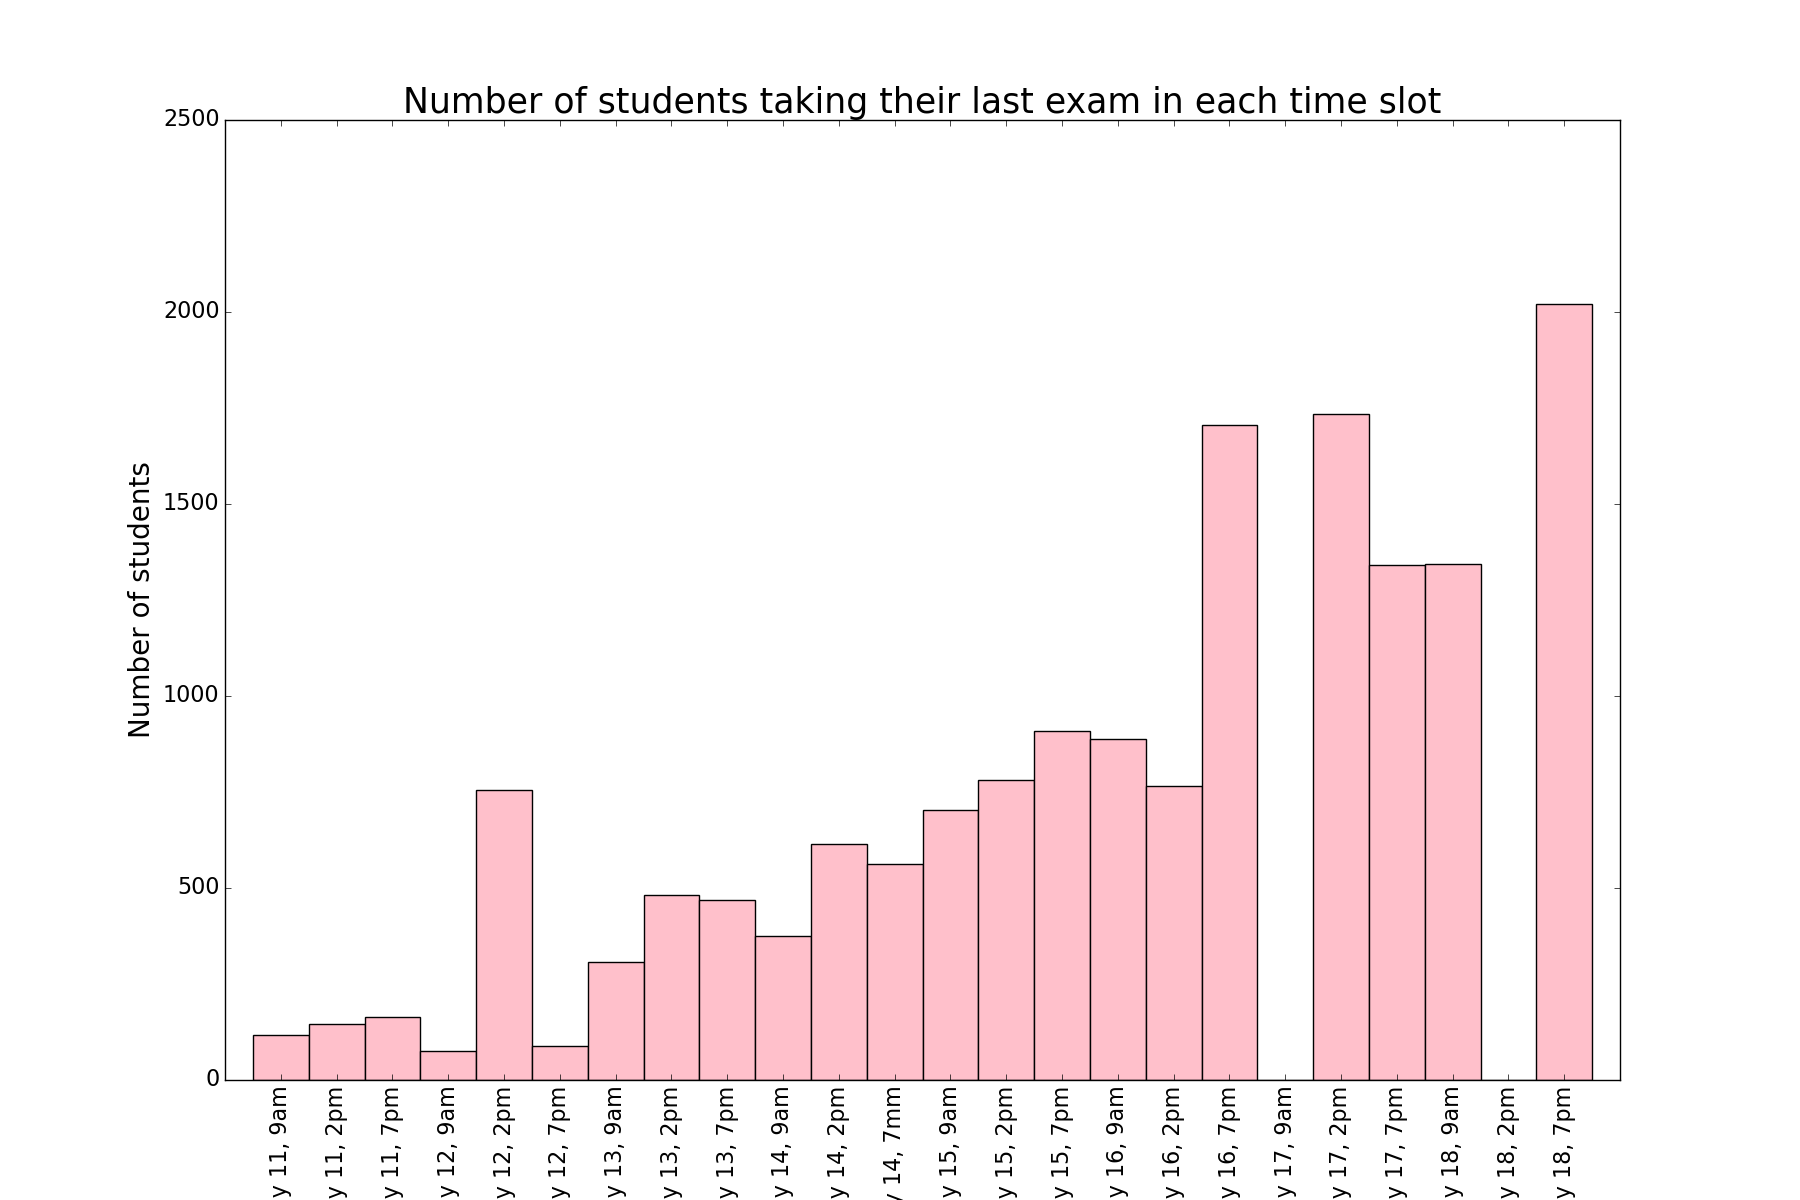 Number of students taking their last exam in each time slot
Number of students
2500
2000
1500
1000
500
0
y 11, 9am
y 11, 2pm
y 11, 7pm
y 12, 9am
y 12, 2pm
y 12, 7pm
y 13, 9am
y 13, 2pm
y 13, 7pm
y 14, 9am
y 14, 2pm
y 14, 7mm
y 15, 9am
y 15, 2pm
y 15, 7pm
y 16, 9am
y 16, 2pm
y 16, 7pm
y 17, 9am
y 17, 2pm
y 17, 7pm
y 18, 9am
y 18, 2pm
y 18, 7pm